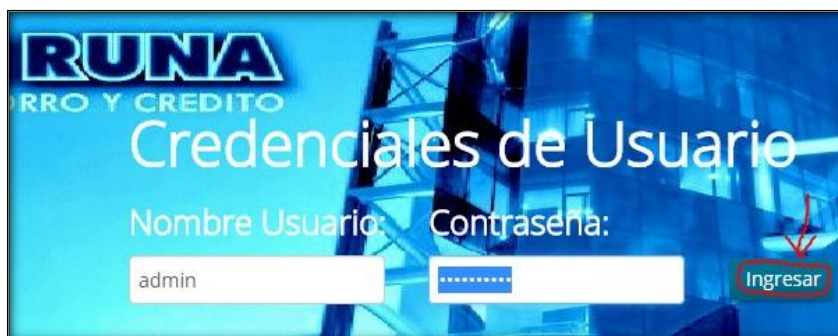 RUNA
RRO Y CREDITO
Credenciales de Usuario
Nombre Usuario: Contraseña:
admin ·········· Ingresar